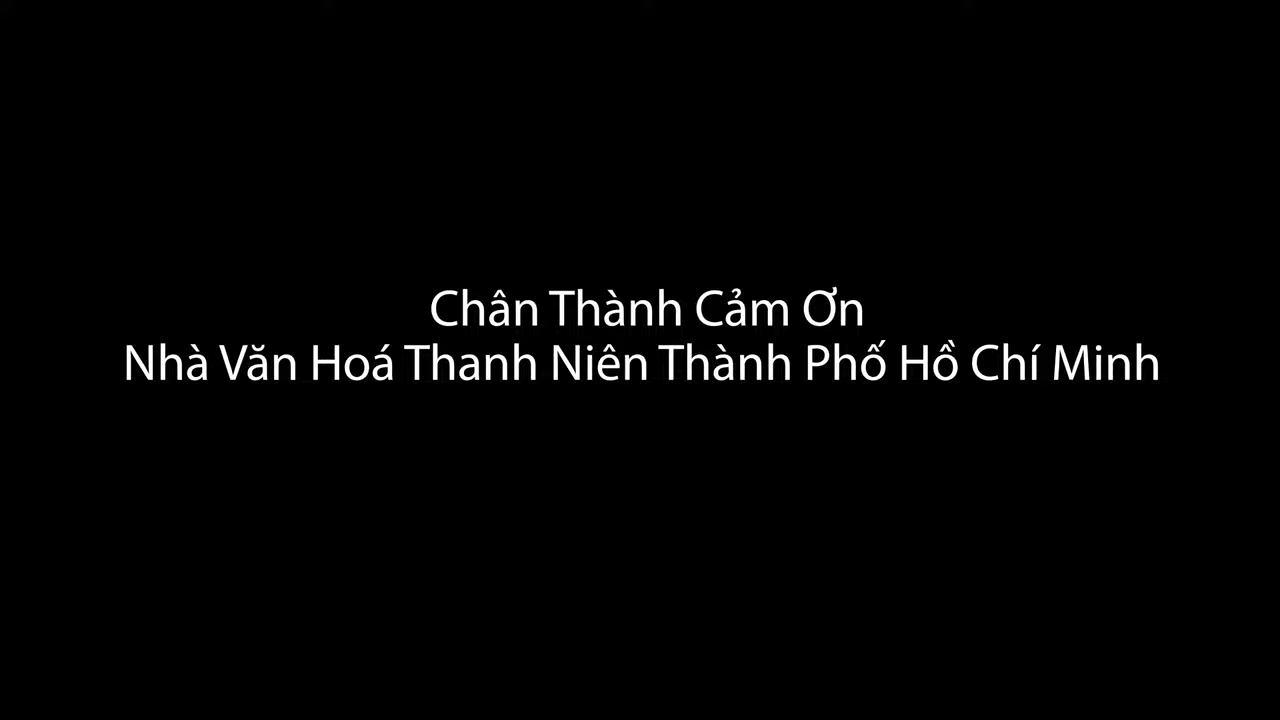 Chân Thành Cảm Ơn
Nhà Văn Hoá Thanh Niên Thành Phố Hồ Chí Minh